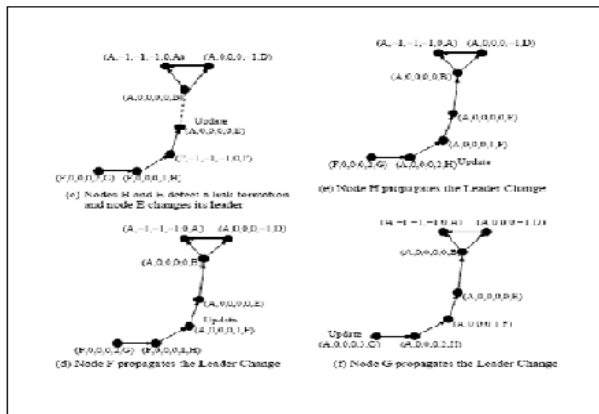 (A,-1,-1,-1,0,A) (A,0,0,0,-1,D)
(A,0,0,0,0,B)
Update
(A,0,0,0,0,E)
(F,0,0,0,2,G) (F,0,0,0,1,H)
(c) Nodes B and E detect a link formation
and node E changes its leader
(A,-1,-1,-1,0,A) (A,0,0,0,-1,D)
(A,0,0,0,0,B
(A,0,0,0,0,E)
Update
(A,0,0,0,1,F)
(F,0,0,0,2,G) (F,0,0,0,1,H)
(d) Node F propagates the Leader Change
(A,-1,-1,-1,0,A) (A,0,0,0,-1,D)
(A,0,0,0,0,B)
(A,0,0,0,0,E)
(A,0,0,0,1,F)
(F,0,0,0,2,G) (A,0,0,0,2,H)
Update
(e) Node H propagates the Leader Change
(A,-1,-1,-1,0,A) (A,0,0,0,-1,D)
(A,0,0,0,0,B)
(A,0,0,0,0,E)
(A,0,0,0,1,F)
Update
(A,0,0,0,3,G) (A,0,0,0,2,H)
(f) Node G propagates the Leader Change